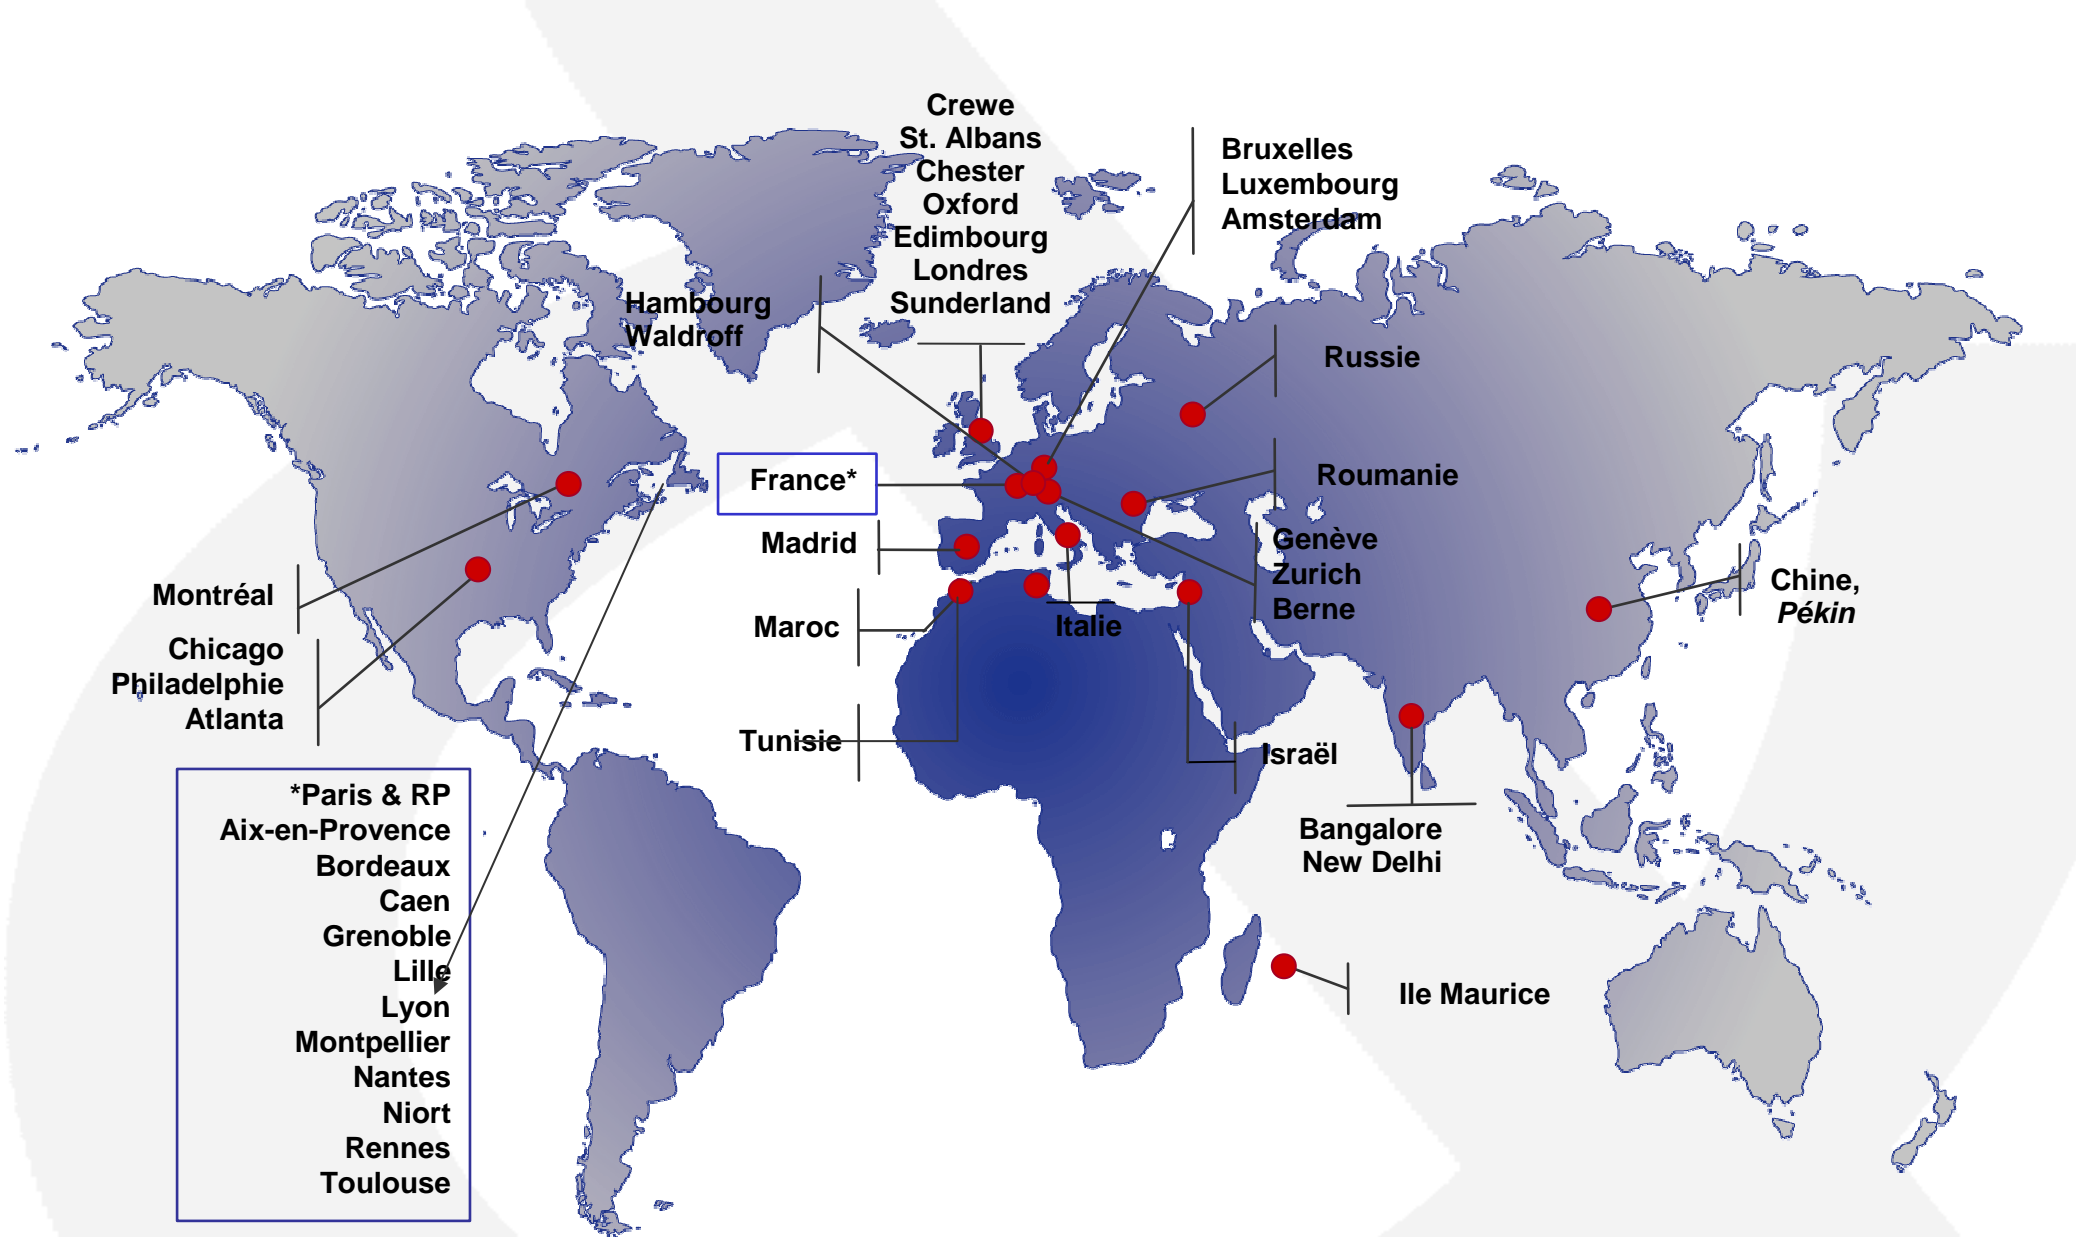 Crewe
St. Albans
Chester
Oxford
Edimbourg
Londres
Sunderland
Bruxelles
Luxembourg
Amsterdam
Hambourg
Waldroff
Russie
France*
Roumanie
Madrid
Genève
Zurich
Berne
Chine,
Pékin
Montréal
Maroc
Italie
Chicago
Philadelphie
Atlanta
Tunisie
Israël
*Paris & RP
Aix-en-Provence
Bordeaux
Caen
Grenoble
Lille
Lyon
Montpellier
Nantes
Niort
Rennes
Toulouse
Bangalore
New Delhi
Ile Maurice